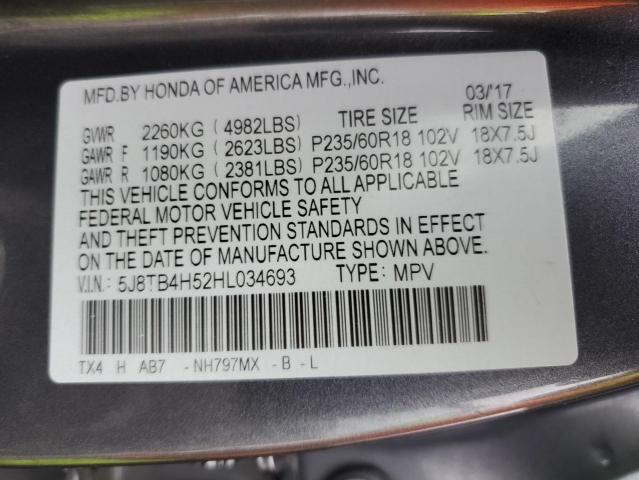 MFD.BY HONDA OF AMERICA MFG.,INC. 03/'17
GVWR 2260KG (4982LBS) TIRE SIZE RIM SIZE
GAWR F 1190KG (2623LBS) P235/60R18 102V 18X7.5J
GAWR R 1080KG (2381LBS) P235/60R18 102V 18X7.5J
THIS VEHICLE CONFORMS TO ALL APPLICABLE
FEDERAL MOTOR VEHICLE SAFETY
AND THEFT PREVENTION STANDARDS IN EFFECT
ON THE DATE OF MANUFACTURE SHOWN ABOVE.
V.I.N.: 5J8TB4H52HL034693 TYPE: MPV
TX4 H AB7 -NH797MX -B -L